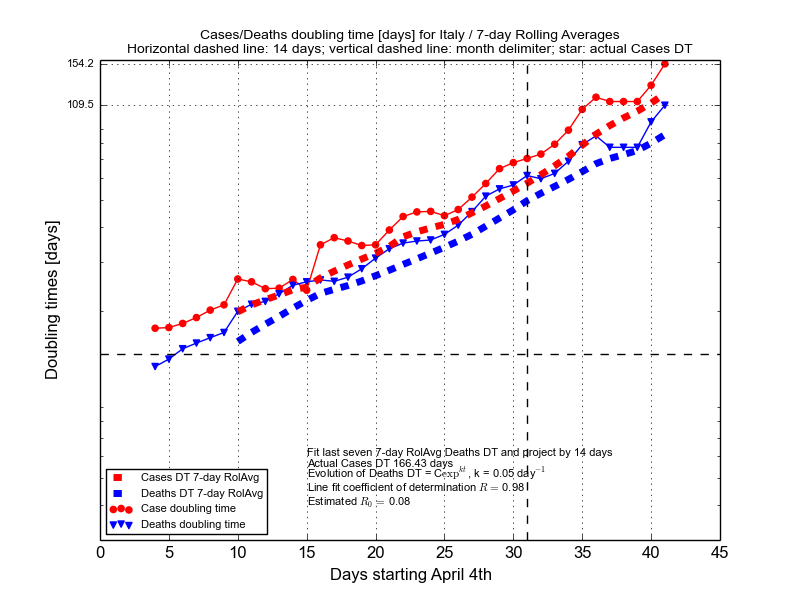 Cases/Deaths doubling time [days] for Italy / 7-day Rolling Averages
Horizontal dashed line: 14 days; vertical dashed line: month delimiter; star: actual Cases DT
154.2
109.5
Doubling times [days]
Fit last seven 7-day RolAvg Deaths DT and project by 14 days
Actual Cases DT 166.43 days
Evolution of Deaths DT = Cexp^{kt}, k = 0.05 day^{-1}
Line fit coefficient of determination R = 0.98
Estimated R_0 = 0.08
Cases DT 7-day RolAvg
Deaths DT 7-day RolAvg
Case doubling time
Deaths doubling time
0 5 10 15 20 25 30 35 40 45
Days starting April 4th